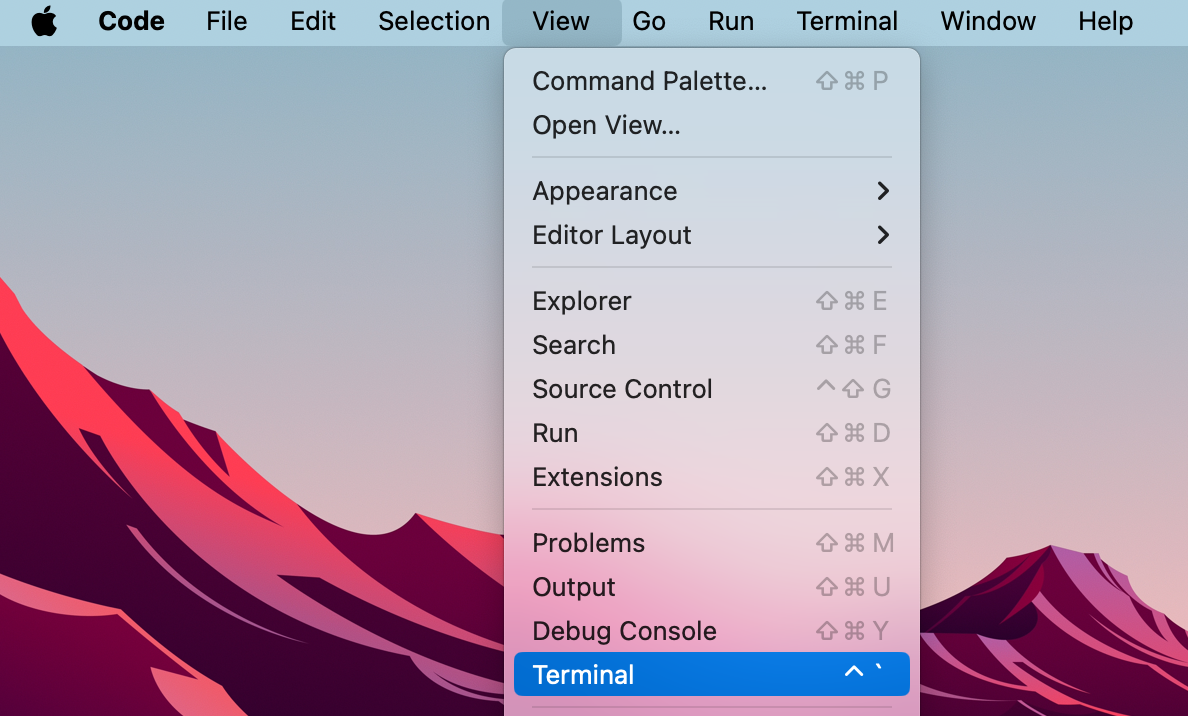 Code File Edit Selection View Go Run Terminal Window Help
Command Palette... ⇧⌘P
Open View...
Appearance
Editor Layout
Explorer ⇧⌘E
Search ⇧⌘F
Source Control ^⇧G
Run ⇧⌘D
Extensions ⇧⌘X
Problems ⇧⌘M
Output ⇧⌘U
Debug Console ⇧⌘Y
Terminal ^`